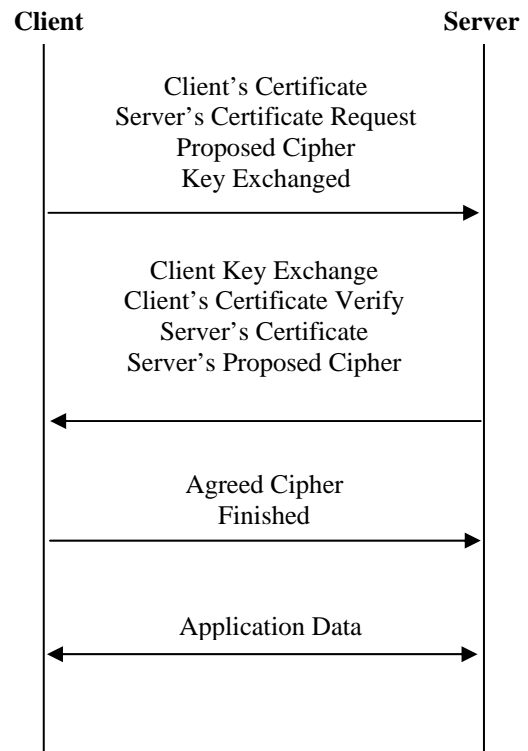 Client Server
Client’s Certificate
Server’s Certificate Request
Proposed Cipher
Key Exchanged
Client Key Exchange
Client’s Certificate Verify
Server’s Certificate
Server’s Proposed Cipher
Agreed Cipher
Finished
Application Data